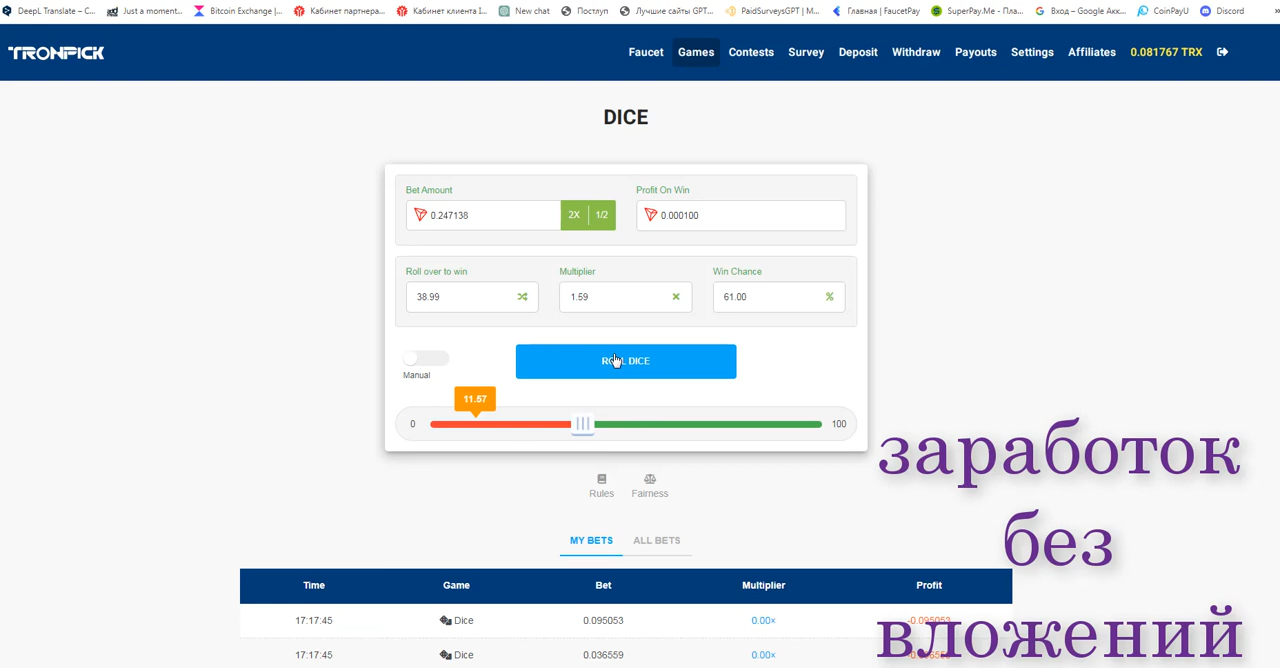 DeepL Translate – C... Just a moment... Bitcoin Exchange |... Кабинет партнера... Кабинет клиента I... New chat Постлуп Лучшие сайты GPT... PaidSurveysGPT | M... Главная | FaucetPay SuperPay.Me - Пла... Вход – Google Акк... CoinPayU Discord »
TRONPICK Faucet Games Contests Survey Deposit Withdraw Payouts Settings Affiliates 0.081767 TRX
DICE
Bet Amount Profit On Win
0.247138 2X 1/2 0.000100
Roll over to win Multiplier Win Chance
38.99 1.59 × 61.00 %
ROLL DICE
Manual
11.57
0 100
заработок
Rules Fairness
без
MY BETS ALL BETS
Time Game Bet Multiplier Profit
17:17:45 Dice 0.095053 0.00× -0.095053
вложений
17:17:45 Dice 0.036559 0.00×